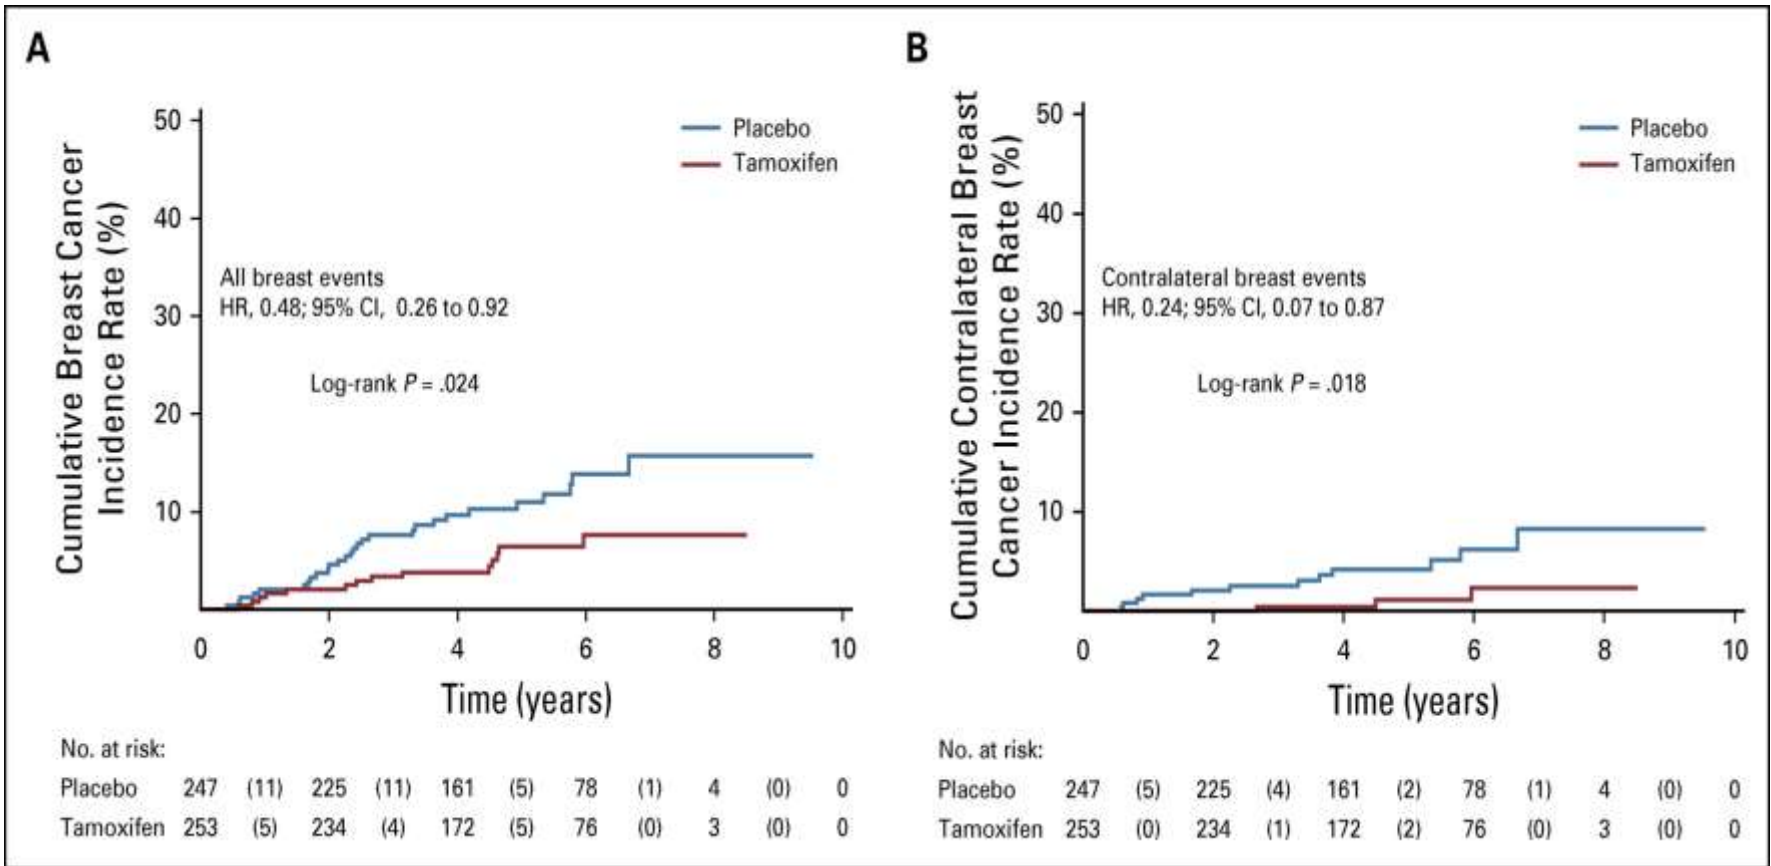 A
Cumulative Breast Cancer
Incidence Rate (%)
50
40
30
20
10
Placebo
Tamoxifen
All breast events
HR, 0.48; 95% CI, 0.26 to 0.92
Log-rank P = .024
0 2 4 6 8 10
Time (years)
No. at risk:
Placebo 247 (11) 225 (11) 161 (5) 78 (1) 4 (0) 0
Tamoxifen 253 (5) 234 (4) 172 (5) 76 (0) 3 (0) 0
B
Cumulative Contralateral Breast
Cancer Incidence Rate (%)
50
40
30
20
10
Placebo
Tamoxifen
Contralateral breast events
HR, 0.24; 95% CI, 0.07 to 0.87
Log-rank P = .018
0 2 4 6 8 10
Time (years)
No. at risk:
Placebo 247 (5) 225 (4) 161 (2) 78 (1) 4 (0) 0
Tamoxifen 253 (0) 234 (1) 172 (2) 76 (0) 3 (0) 0